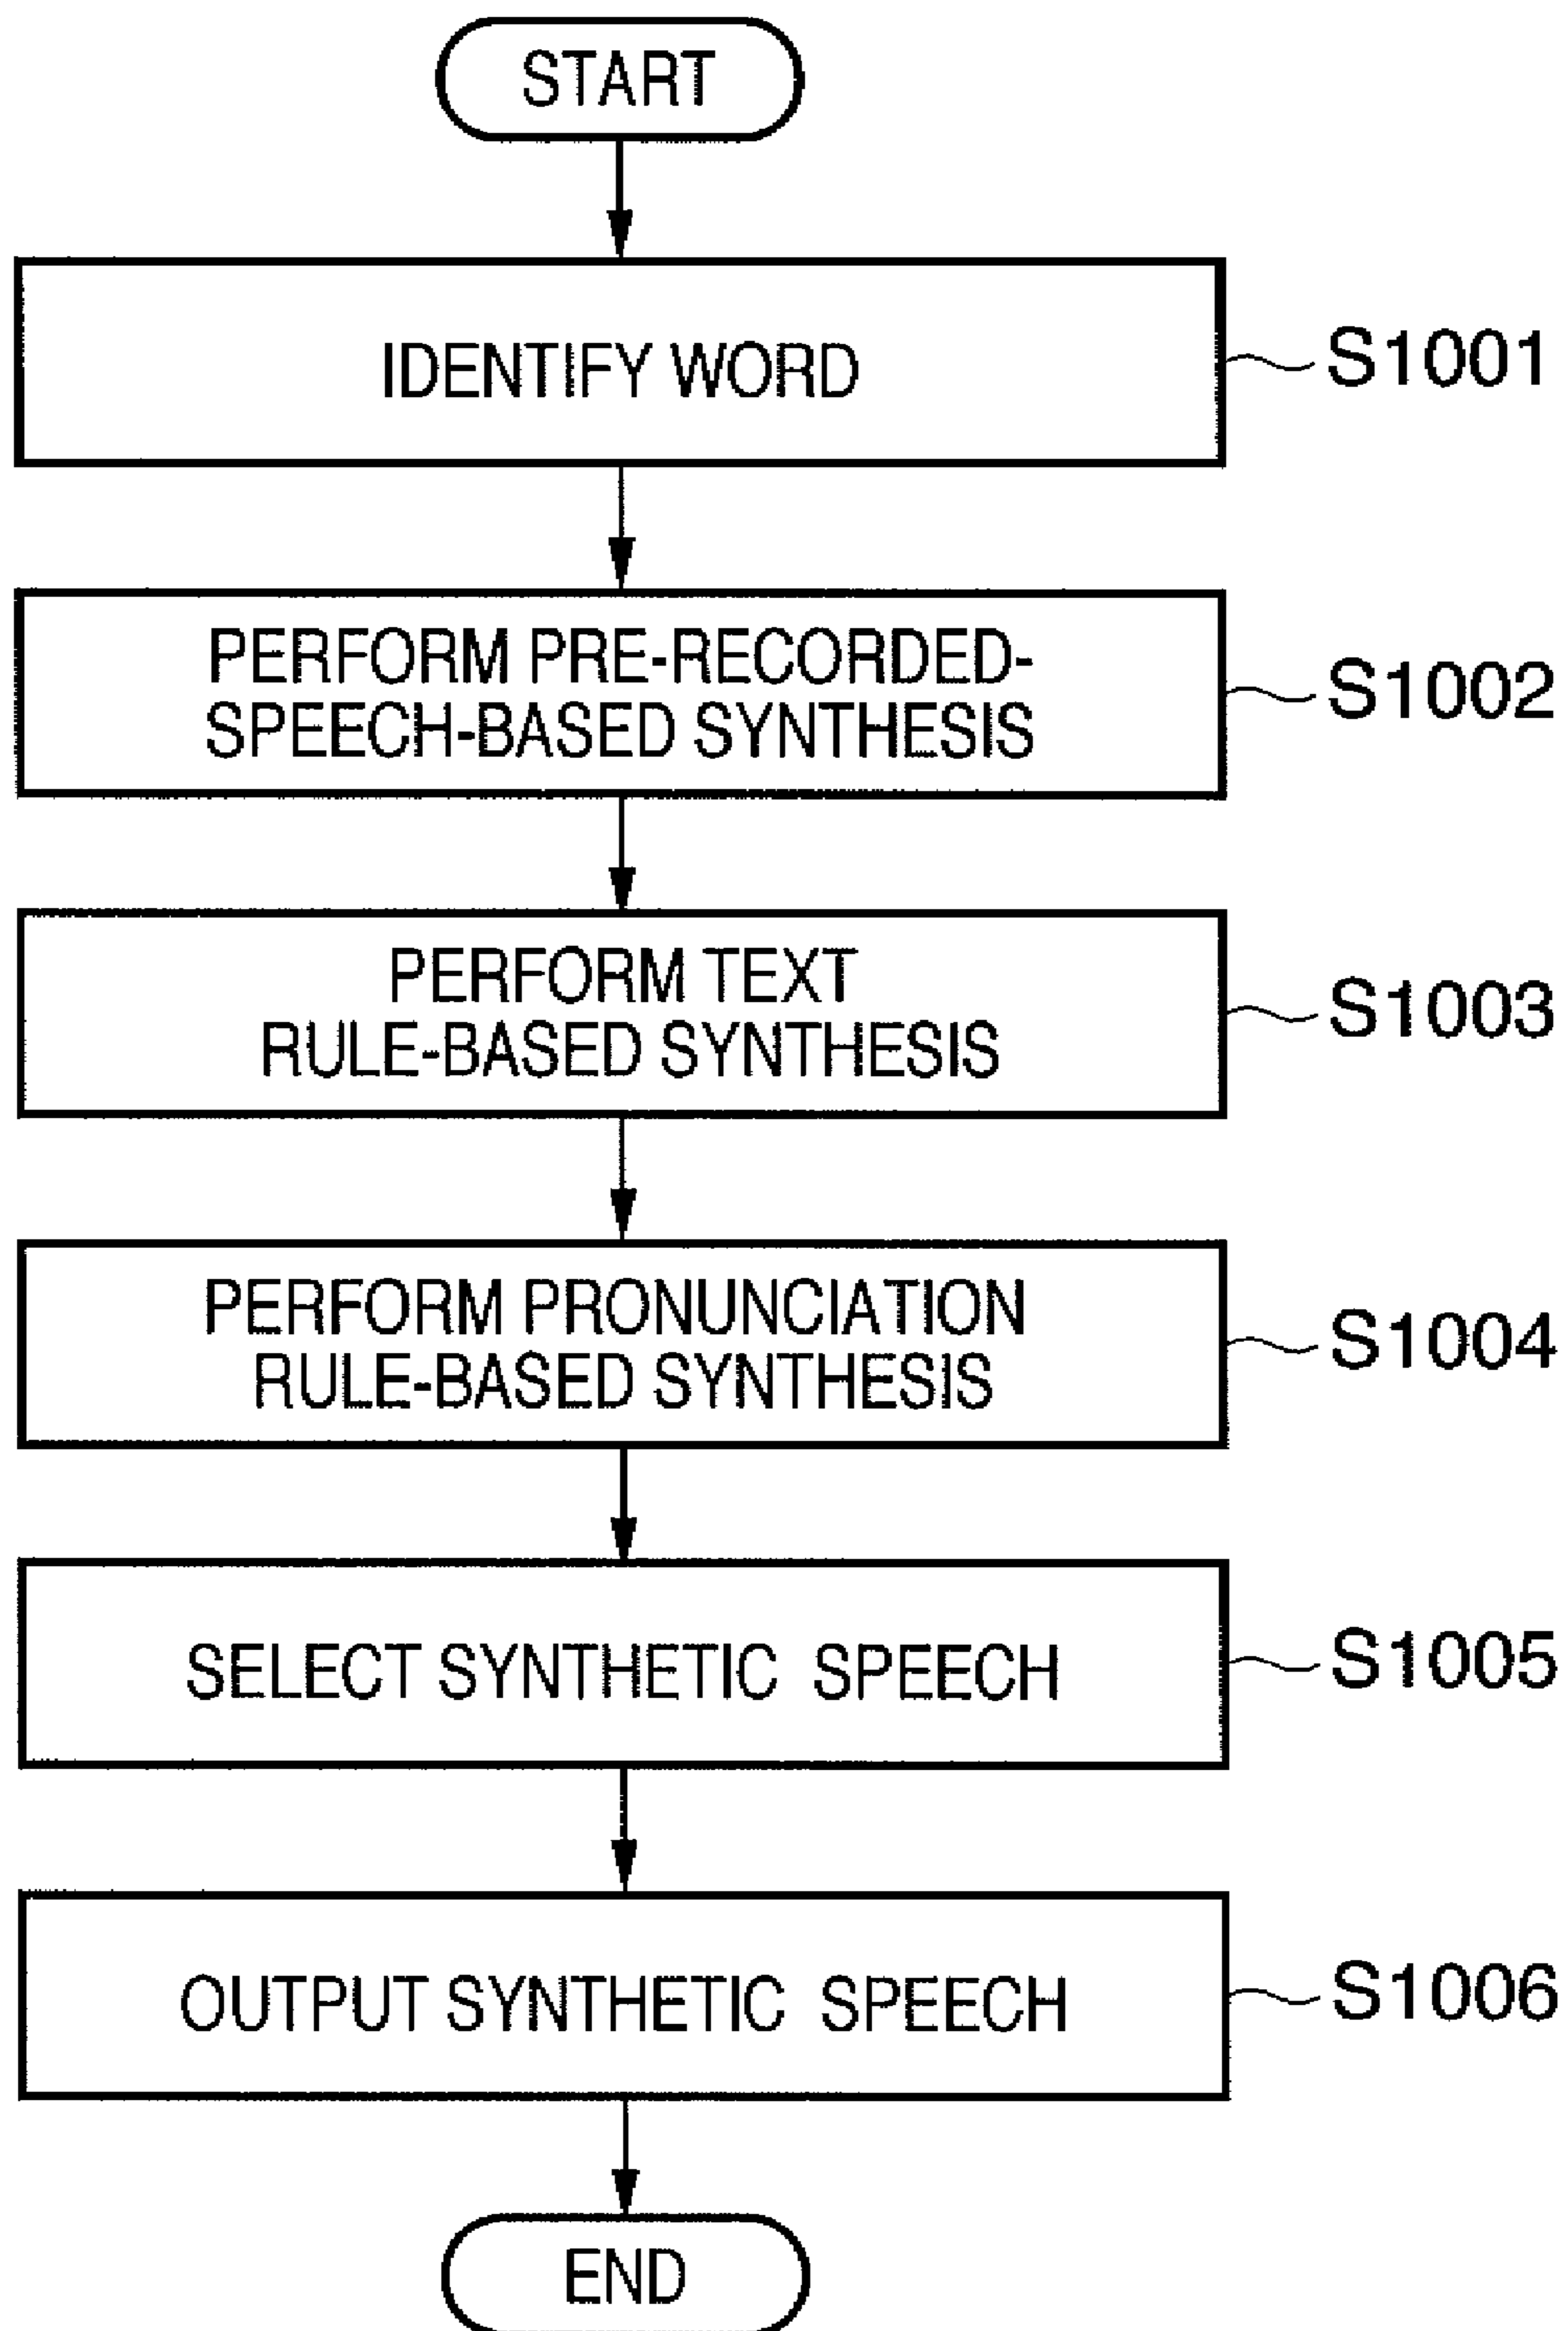 START
IDENTIFY WORD
S1001
PERFORM PRE-RECORDED-
SPEECH-BASED SYNTHESIS
S1002
PERFORM TEXT
RULE-BASED SYNTHESIS
S1003
PERFORM PRONUNCIATION
RULE-BASED SYNTHESIS
S1004
SELECT SYNTHETIC SPEECH
S1005
OUTPUT SYNTHETIC SPEECH
S1006
END